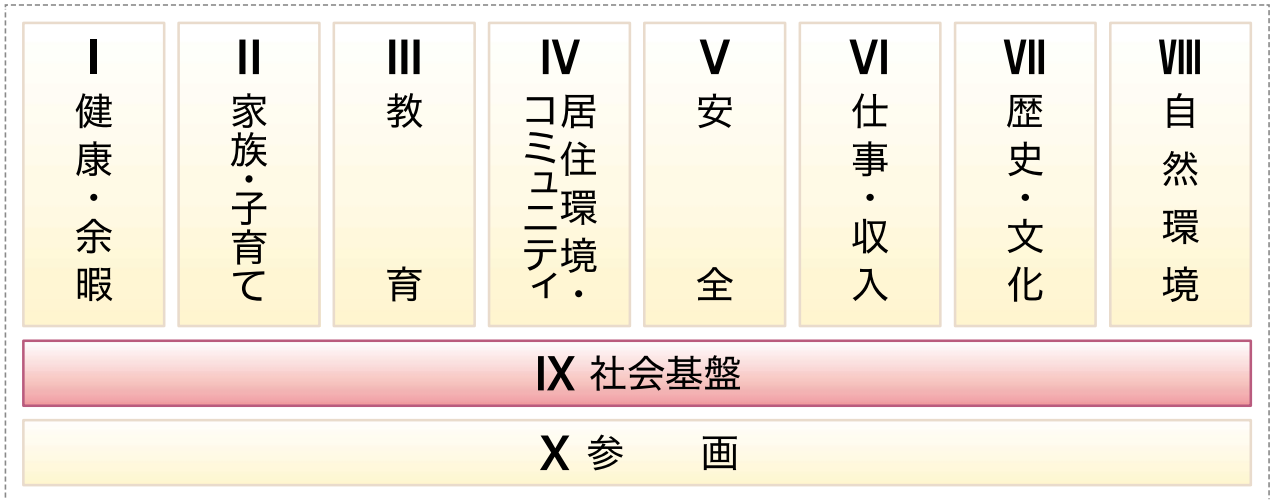 Ⅰ
健康・余暇
Ⅱ
家族・子育て
Ⅲ
教育
Ⅳ
居住環境・
コミュニティ
Ⅴ
安全
Ⅵ
仕事・収入
Ⅶ
歴史・文化
Ⅷ
自然環境
Ⅸ 社会基盤
Ⅹ 参画